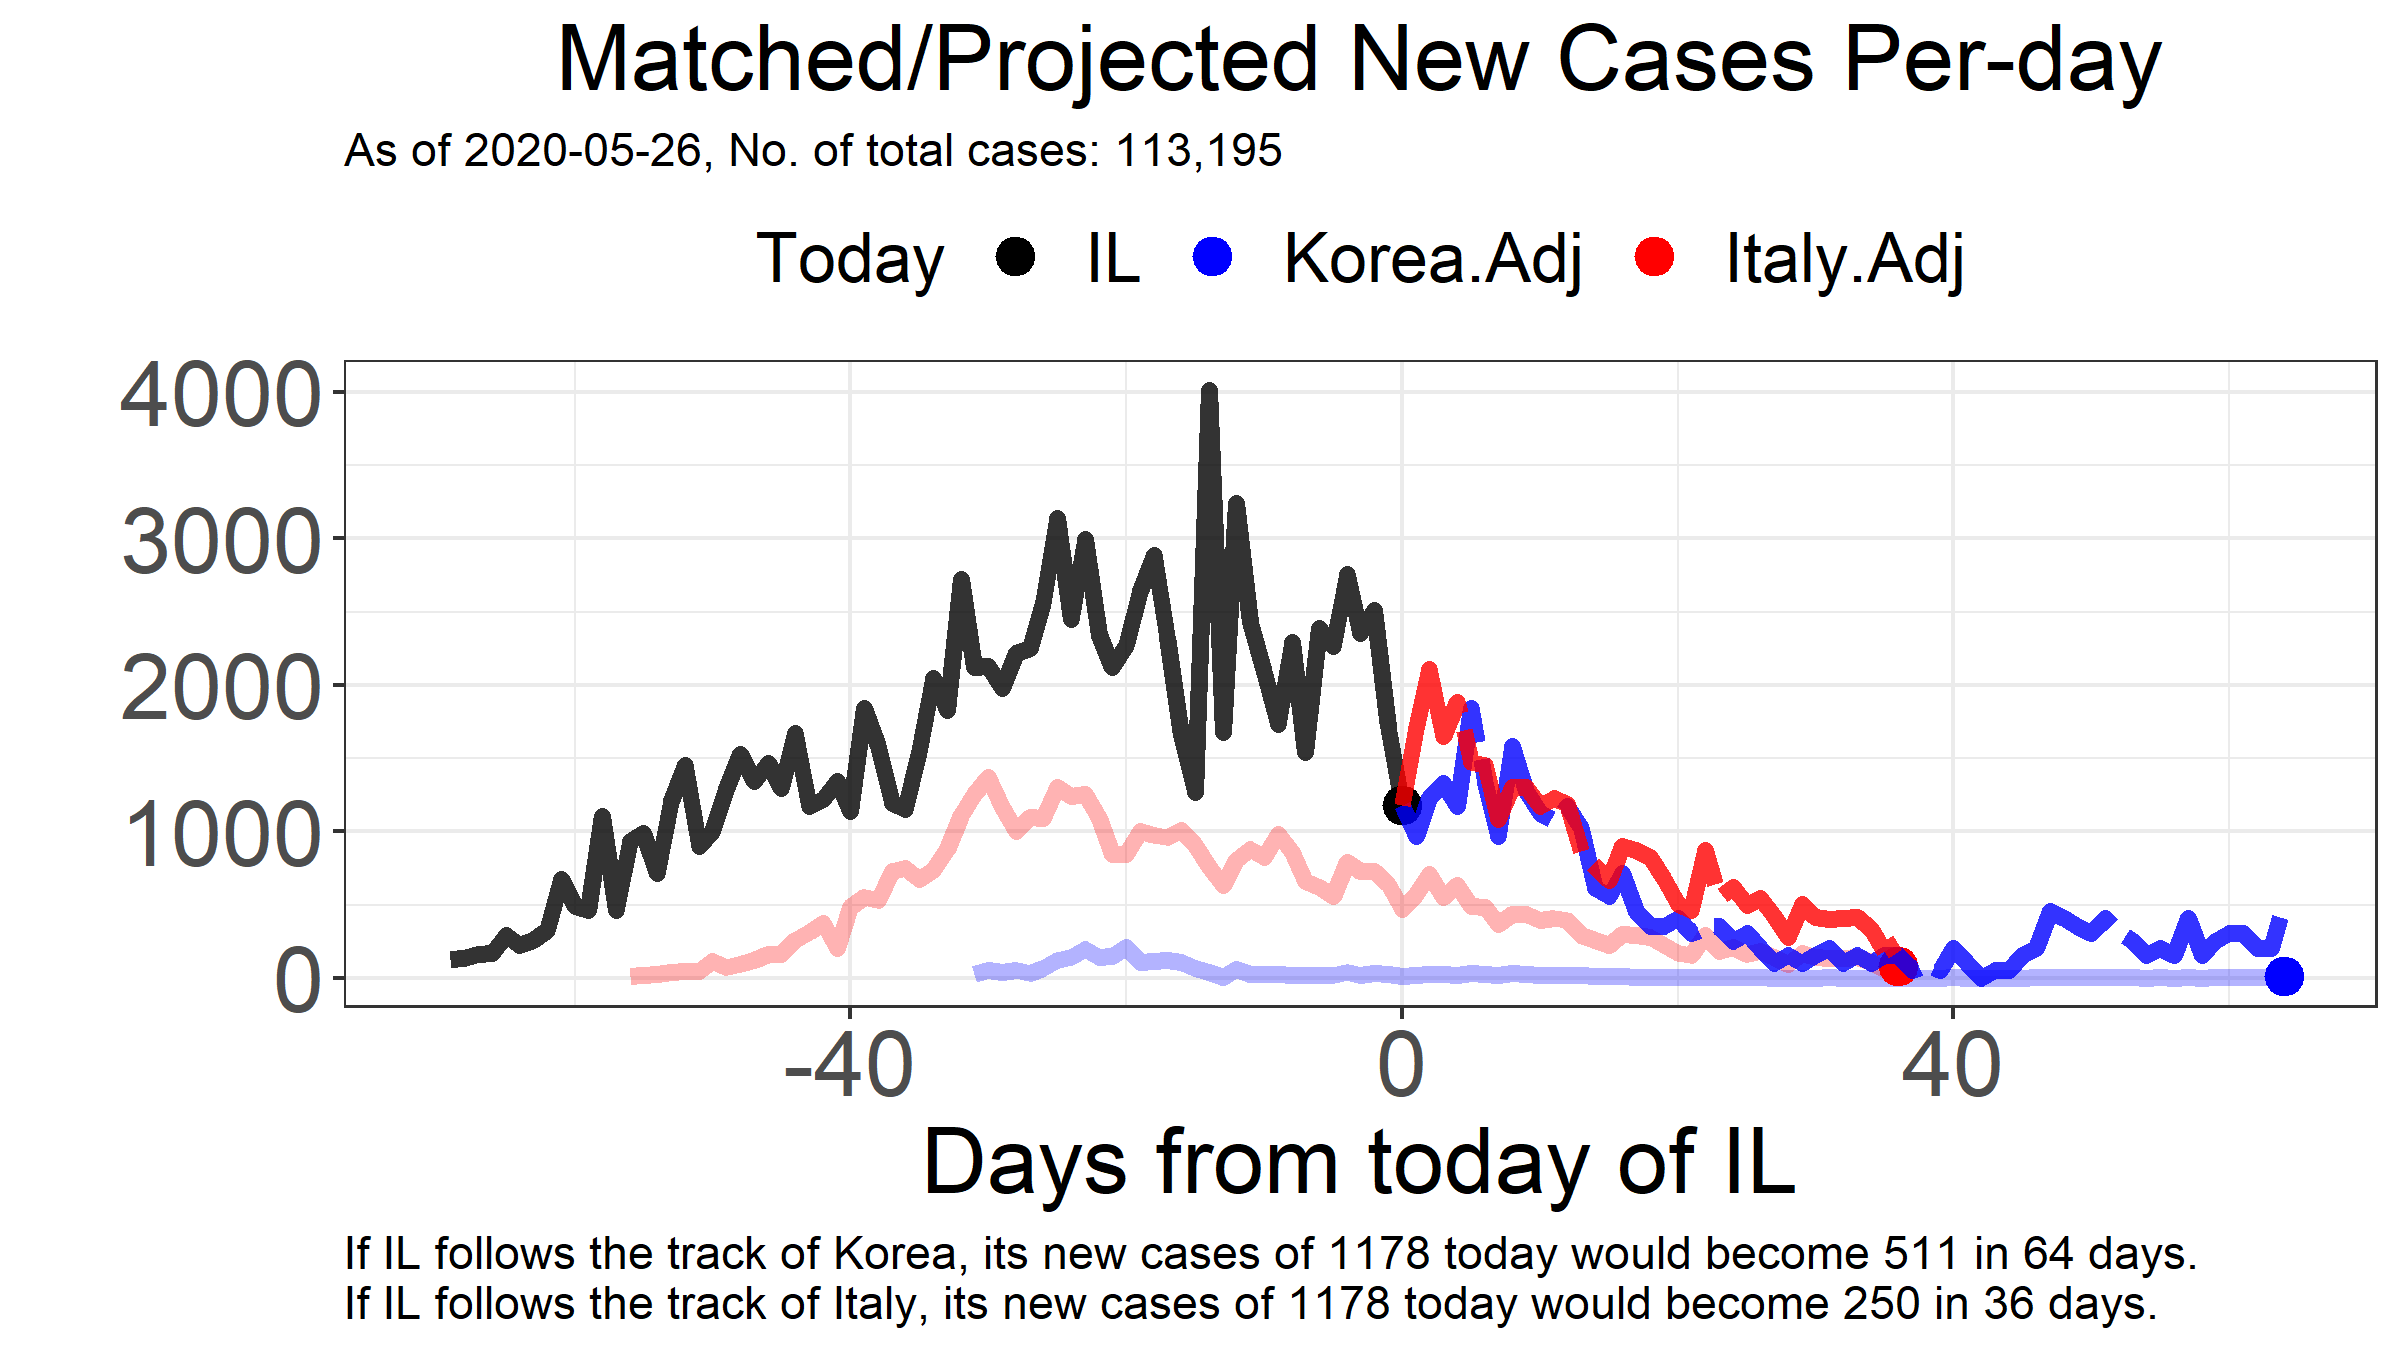 Matched/Projected New Cases Per-day
As of 2020-05-26, No. of total cases: 113,195
Today IL Korea.Adj Italy.Adj
4000
3000
2000
1000
0
-40 0 40
Days from today of IL
If IL follows the track of Korea, its new cases of 1178 today would become 511 in 64 days.
If IL follows the track of Italy, its new cases of 1178 today would become 250 in 36 days.